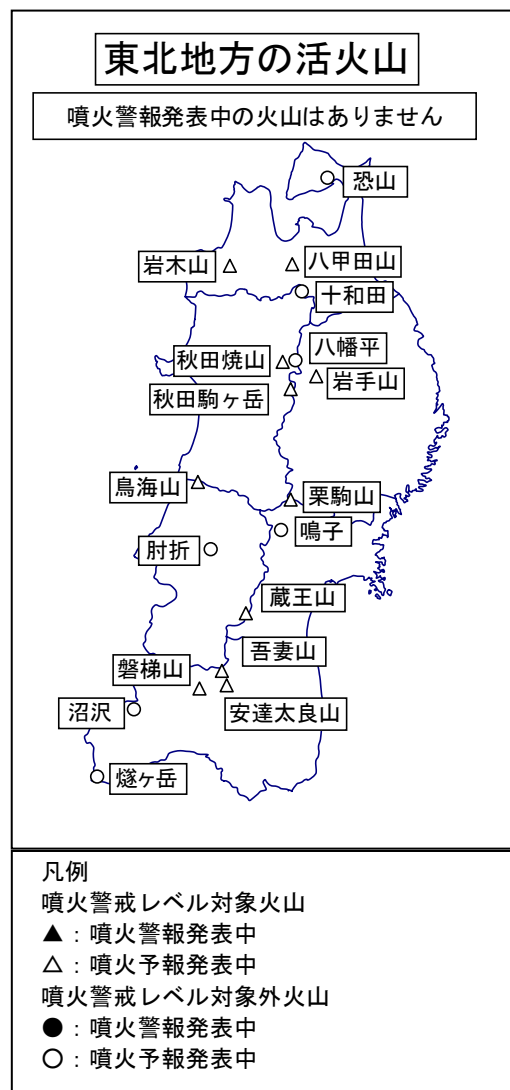 東北地方の活火山
噴火警報発表中の火山はありません
恐山
岩木山
八甲田山
十和田
八幡平
秋田焼山
岩手山
秋田駒ヶ岳
鳥海山
栗駒山
鳴子
肘折
蔵王山
吾妻山
磐梯山
沼沢
安達太良山
燧ヶ岳
凡例
噴火警戒レベル対象火山
▲：噴火警報発表中
△：噴火予報発表中
噴火警戒レベル対象外火山
●：噴火警報発表中
○：噴火予報発表中